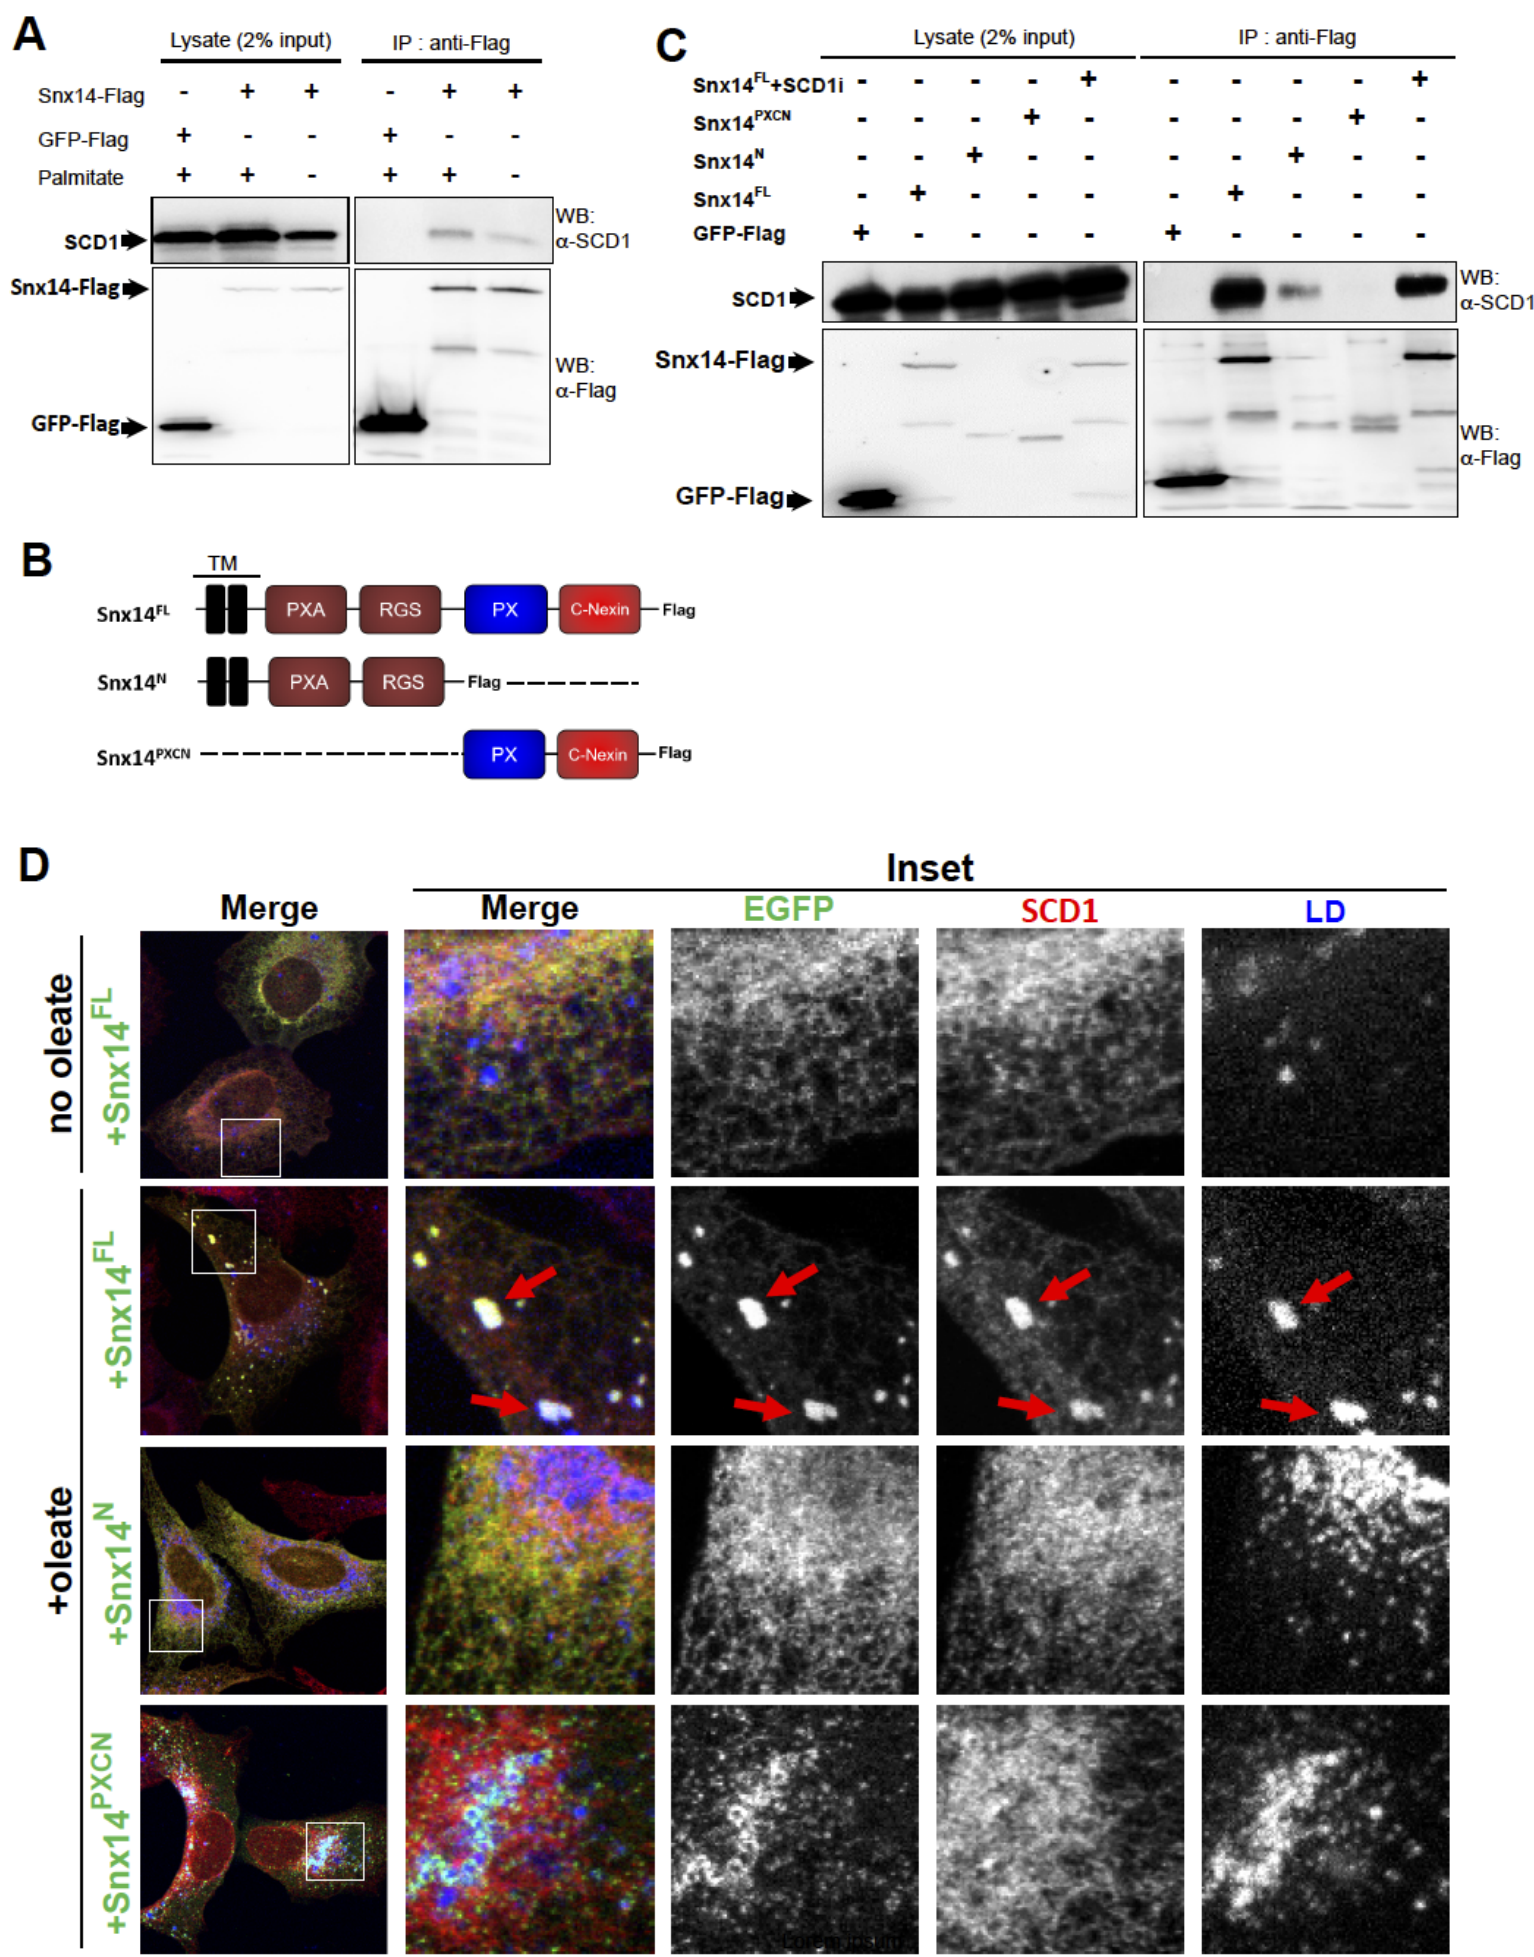 A
Lysate (2% input) IP : anti-Flag
Snx14-Flag - + + - + +
GFP-Flag + - - + - -
Palmitate + + - + + -
SCD1
WB:
α-SCD1
Snx14-Flag
GFP-Flag
WB:
α-Flag
C
Lysate (2% input) IP : anti-Flag
Snx14FL+SCD1i - - - - + - - - - +
Snx14PXCN - - - + - - - - + -
Snx14N - - + - - - - + - -
Snx14FL - + - - - - + - - -
GFP-Flag + - - - - + - - - -
SCD1
WB:
α-SCD1
Snx14-Flag
GFP-Flag
WB:
α-Flag
B
TM
Snx14FL PXA RGS PX C-Nexin Flag
Snx14N PXA RGS Flag
Snx14PXCN PX C-Nexin Flag
D
Inset
Merge Merge EGFP SCD1 LD
no oleate
+Snx14FL
+oleate
+Snx14FL
+Snx14N
+Snx14PXCN
Lorem ipsum